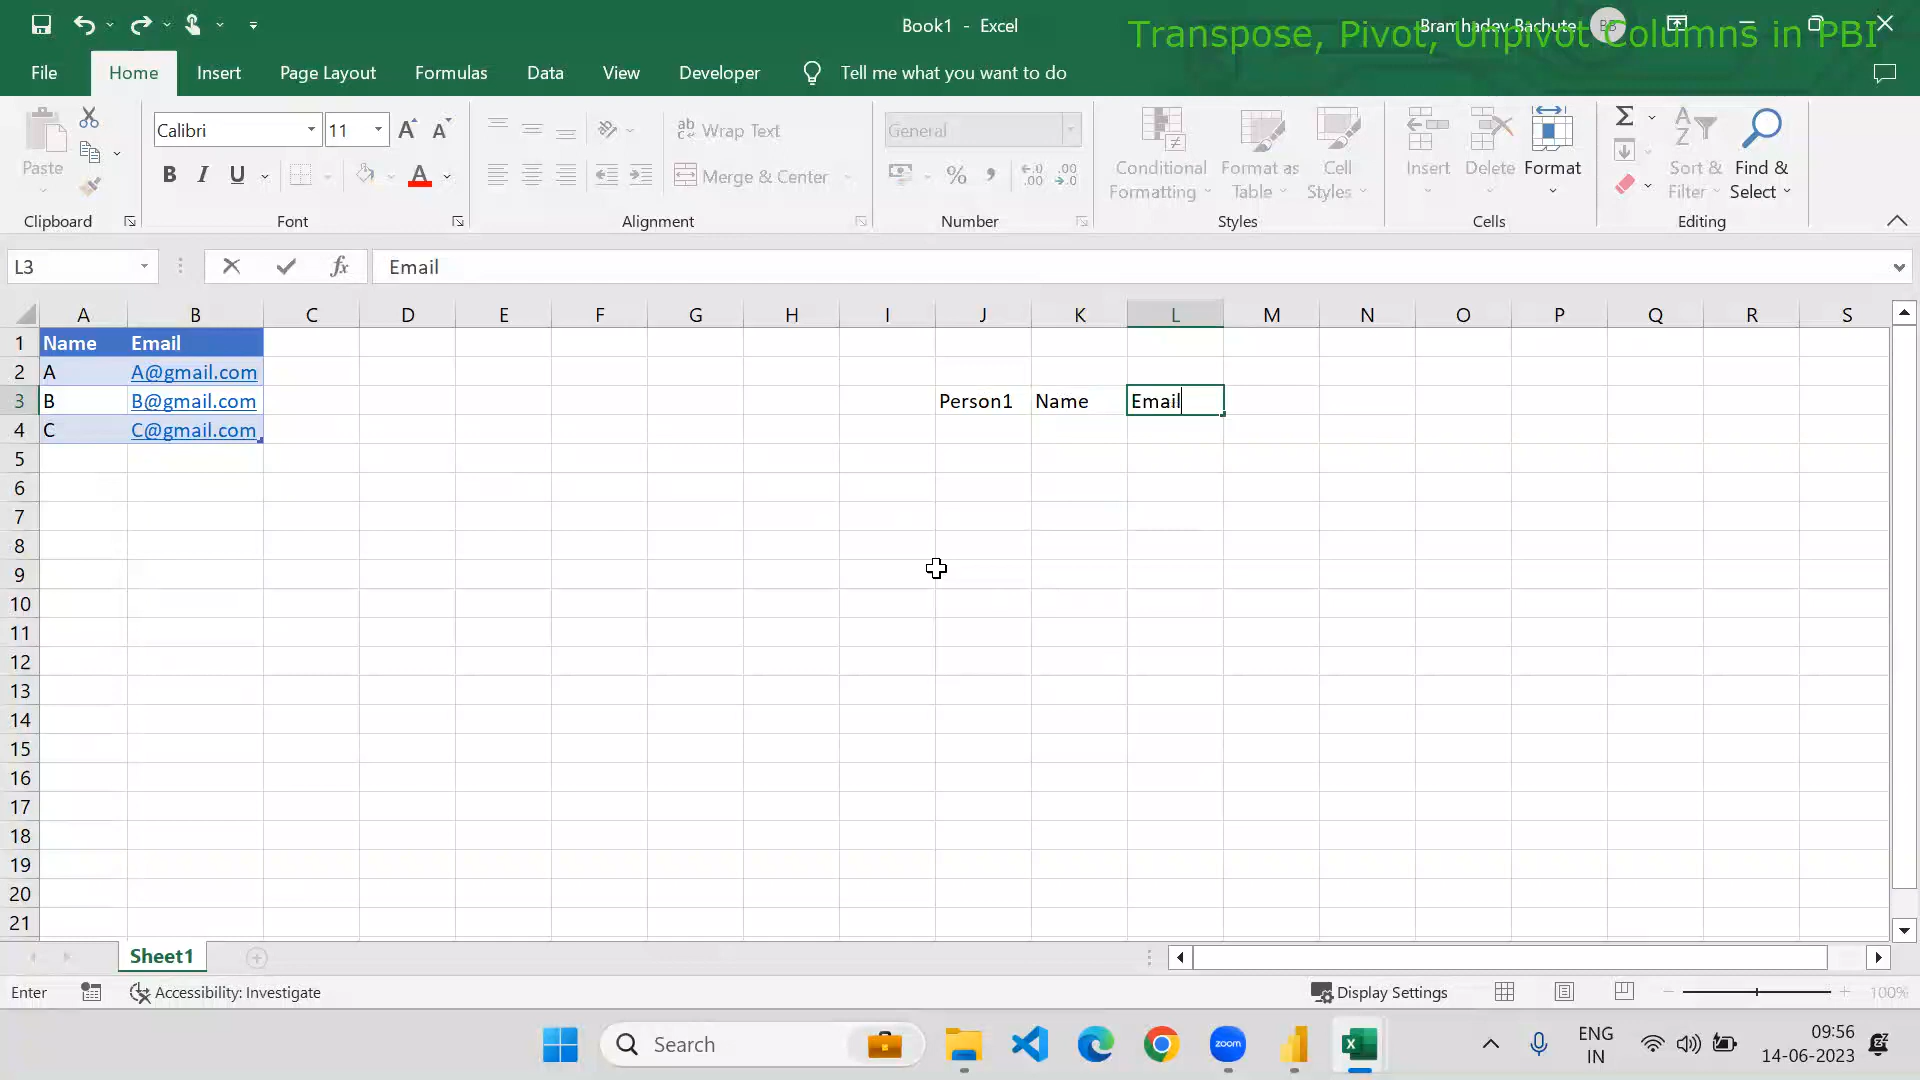 Book1 - Excel
Bramhadev Bachute
Transpose, Pivot, Unpivot Columns in PBI
File Home Insert Page Layout Formulas Data View Developer Tell me what you want to do
Paste
Clipboard
Calibri 11
B I U A
Font
ab Wrap Text
Merge & Center
Alignment
General
% ,
Number
Conditional Formatting
Format as Table
Cell Styles
Styles
Insert Delete Format
Cells
Sort & Filter
Find & Select
Editing
L3 fx Email
A B C D E F G H I J K L M N O P Q R S
1 Name Email
2 A A@gmail.com
3 B B@gmail.com Person1 Name Email
4 C C@gmail.com
5
6
7
8
9
10
11
12
13
14
15
16
17
18
19
20
21
Sheet1
Enter Accessibility: Investigate Display Settings 100%
Search zoom ENG IN 09:56 14-06-2023